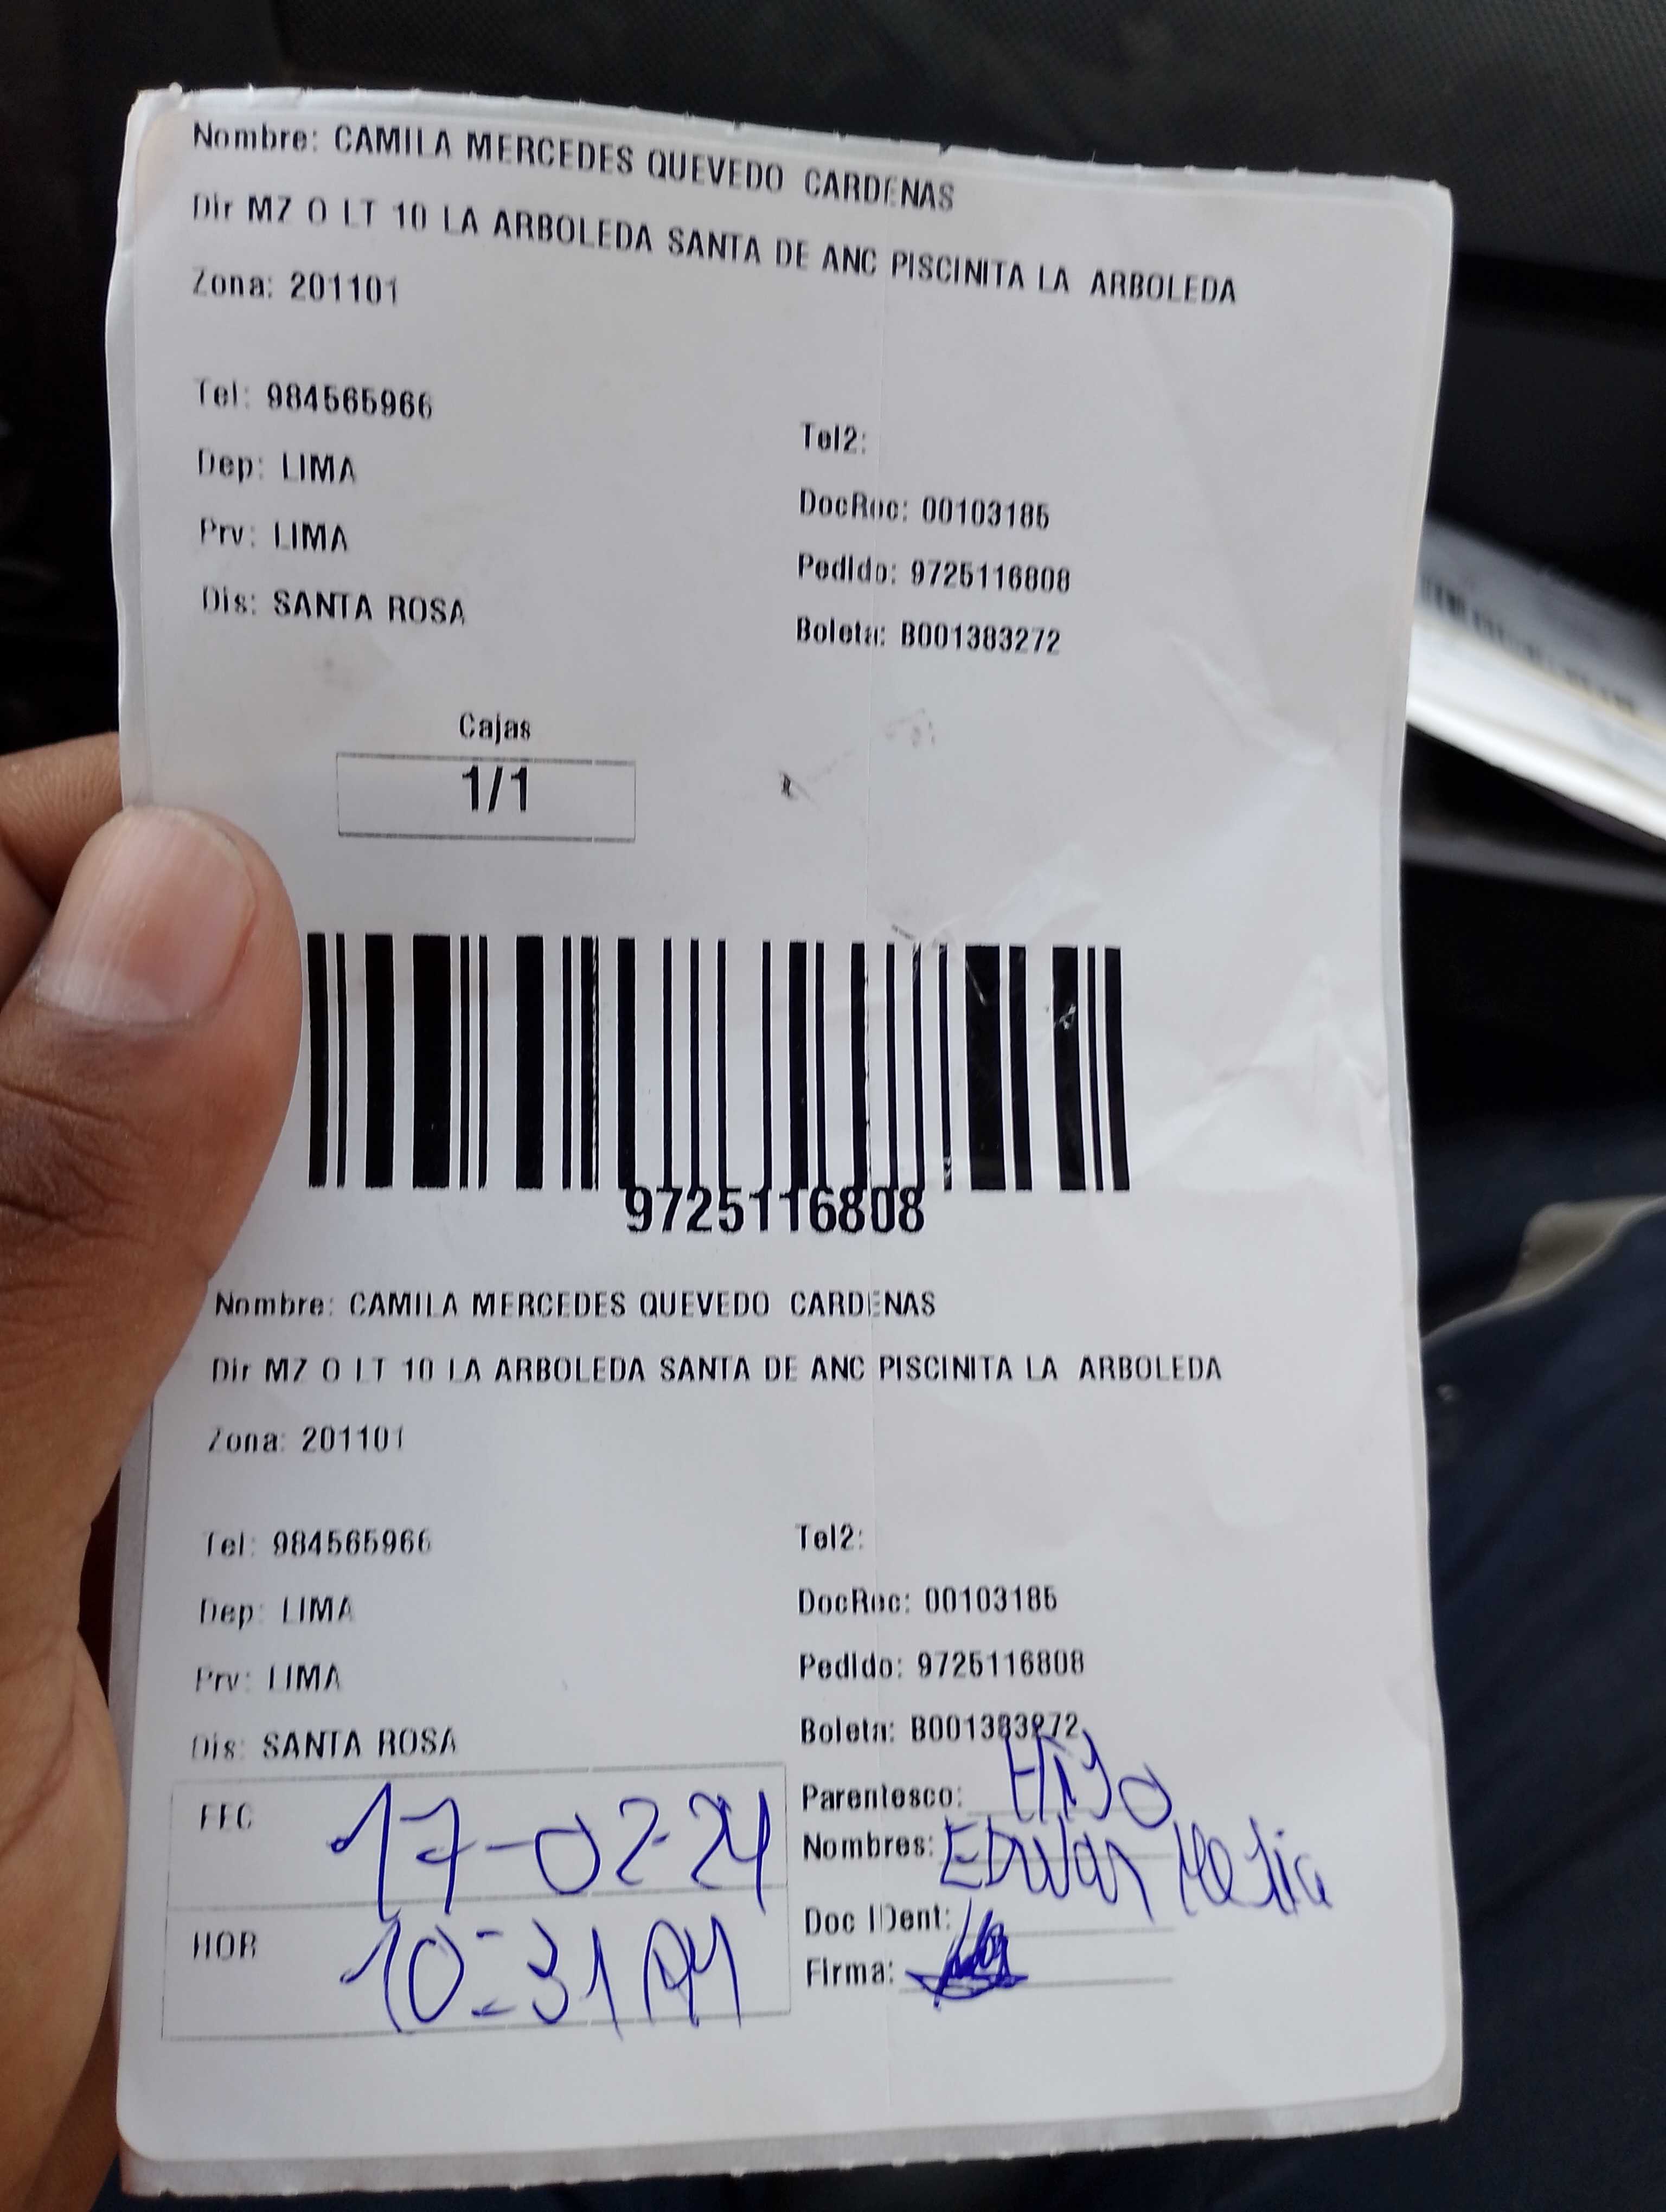 Nombre: CAMILA MERCEDES QUEVEDO CARDENAS
Dir MZ O LT 10 LA ARBOLEDA SANTA DE ANC PISCINITA LA ARBOLEDA
Zona: 201101
Tel: 984565966
Tel2:
Dep: LIMA
DocRec: 00103185
Prv: LIMA
Pedido: 9725116808
Dis: SANTA ROSA
Boleta: B001383272
Cajas
1/1
9725116808
Nombre: CAMILA MERCEDES QUEVEDO CARDENAS
Dir MZ O LT 10 LA ARBOLEDA SANTA DE ANC PISCINITA LA ARBOLEDA
Zona: 201101
Tel: 984565966
Tel2:
Dep: LIMA
DocRec: 00103185
Prv: LIMA
Pedido: 9725116808
Dis: SANTA ROSA
Boleta: B001383272
FEC 17-02-24
Parentesco: Hijo
Nombres:
HOR 10:31 AM
Doc IDent:
Firma: